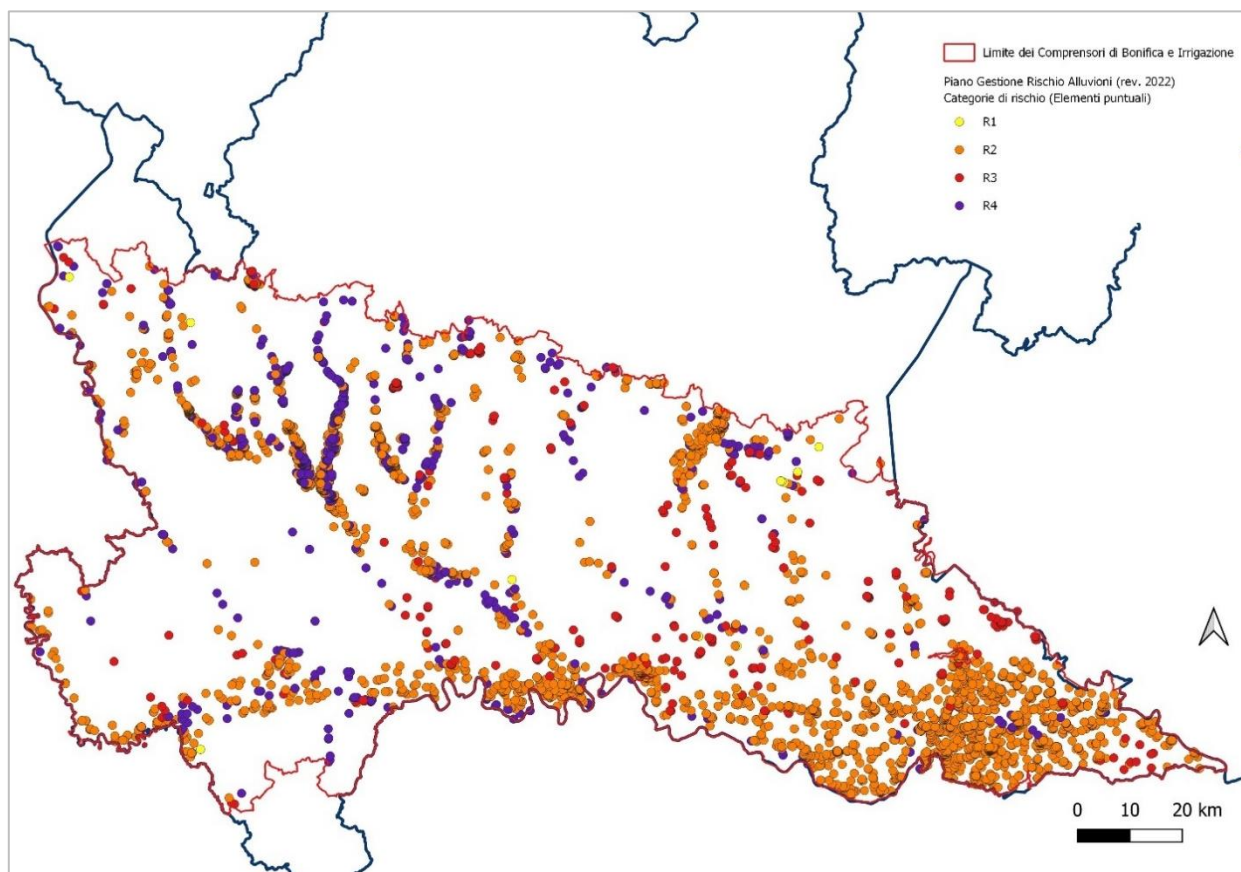 Limite dei Comprensori di Bonifica e Irrigazione
Piano Gestione Rischio Alluvioni (rev. 2022)
Categorie di rischio (Elementi puntuali)
R1
R2
R3
R4
0 10 20 km